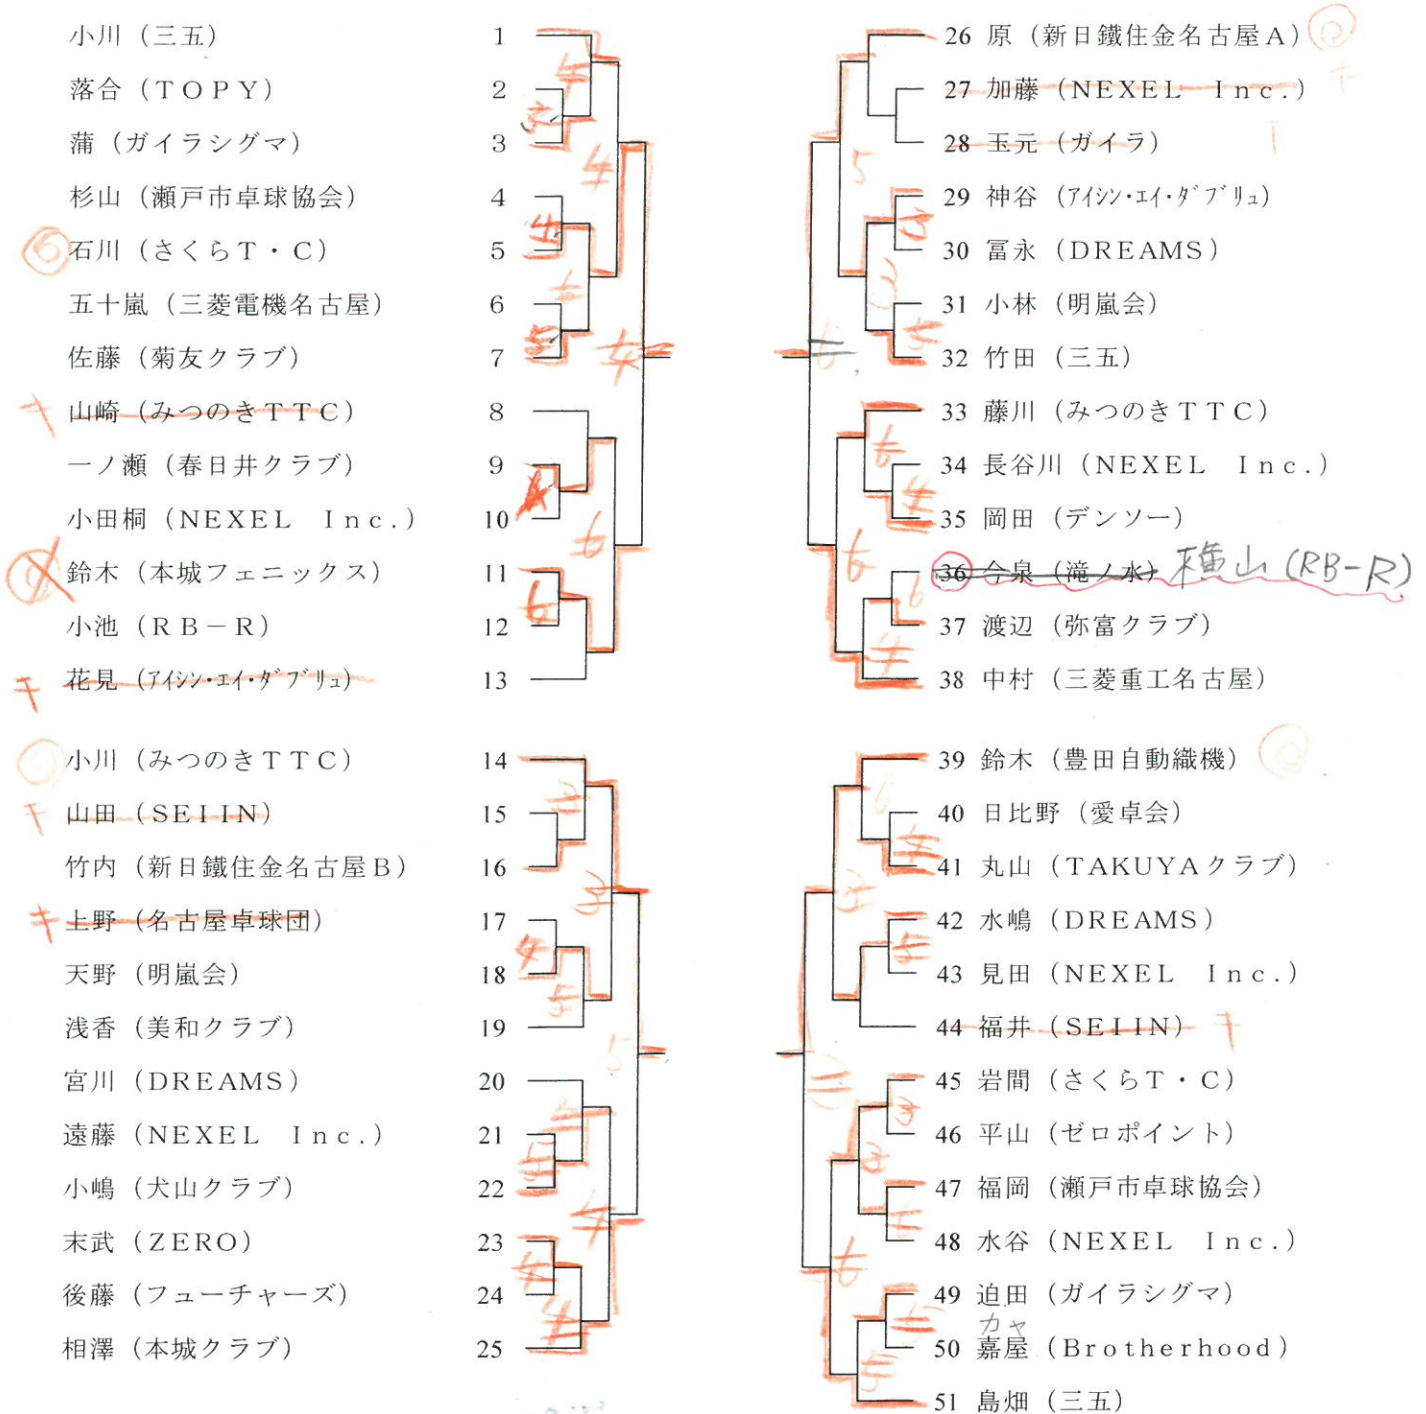 小川（三五） 1
落合（ＴＯＰＹ） 2
蒲（ガイラシグマ） 3
杉山（瀬戸市卓球協会） 4
石川（さくらＴ・Ｃ） 5
五十嵐（三菱電機名古屋） 6
佐藤（菊友クラブ） 7
キ 山崎（みつのきＴＴＣ） 8
一ノ瀬（春日井クラブ） 9
小田桐（NEXEL Inc.） 10
鈴木（本城フェニックス） 11
小池（ＲＢ－Ｒ） 12
キ 花見（ｱｲｼﾝ･ｴｲ･ﾀﾞﾌﾞﾘｭ） 13
小川（みつのきＴＴＣ） 14
キ 山田（SEIIN） 15
竹内（新日鐵住金名古屋Ｂ） 16
キ 上野（名古屋卓球団） 17
天野（明嵐会） 18
浅香（美和クラブ） 19
宮川（DREAMS） 20
遠藤（NEXEL Inc.） 21
小嶋（犬山クラブ） 22
末武（ZERO） 23
後藤（フューチャーズ） 24
相澤（本城クラブ） 25
26 原（新日鐵住金名古屋Ａ）
27 加藤（NEXEL Inc.） キ
28 玉元（ガイラ）
29 神谷（ｱｲｼﾝ･ｴｲ･ﾀﾞﾌﾞﾘｭ）
30 冨永（DREAMS）
31 小林（明嵐会）
32 竹田（三五）
33 藤川（みつのきＴＴＣ）
34 長谷川（NEXEL Inc.）
35 岡田（デンソー）
36 今泉（滝ノ水） 横山（RB-R）
37 渡辺（弥富クラブ）
38 中村（三菱重工名古屋）
39 鈴木（豊田自動織機）
40 日比野（愛卓会）
41 丸山（TAKUYAクラブ）
42 水嶋（DREAMS）
43 見田（NEXEL Inc.）
44 福井（SEIIN） キ
45 岩間（さくらＴ・Ｃ）
46 平山（ゼロポイント）
47 福岡（瀬戸市卓球協会）
48 水谷（NEXEL Inc.）
49 迫田（ガイラシグマ）
カヤ
50 嘉屋（Brotherhood）
51 島畑（三五）